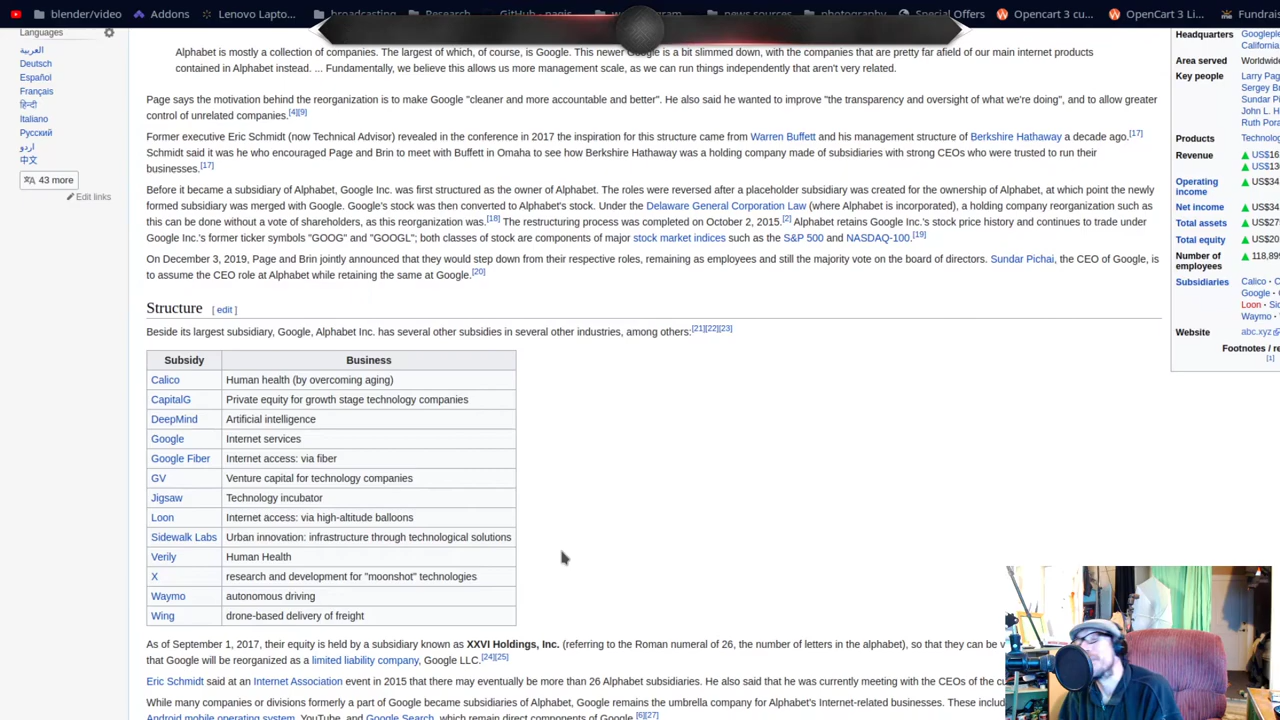 blender/video Addons Lenovo Lapto... broadcasting Research GitHub - news sources photography Special Offers Opencart 3 cu... OpenCart 3 Li... Fundrais
Languages
العربية
Deutsch
Español
Français
हिन्दी
Italiano
Русский
اردو
中文
43 more
Edit links
Alphabet is mostly a collection of companies. The largest of which, of course, is Google. This newer Google is a bit slimmed down, with the companies that are pretty far afield of our main internet products
contained in Alphabet instead. ... Fundamentally, we believe this allows us more management scale, as we can run things independently that aren't very related.
Page says the motivation behind the reorganization is to make Google "cleaner and more accountable and better". He also said he wanted to improve "the transparency and oversight of what we're doing", and to allow greater
control of unrelated companies.[4][9]
Former executive Eric Schmidt (now Technical Advisor) revealed in the conference in 2017 the inspiration for this structure came from Warren Buffett and his management structure of Berkshire Hathaway a decade ago.[17]
Schmidt said it was he who encouraged Page and Brin to meet with Buffett in Omaha to see how Berkshire Hathaway was a holding company made of subsidiaries with strong CEOs who were trusted to run their
businesses.[17]
Before it became a subsidiary of Alphabet, Google Inc. was first structured as the owner of Alphabet. The roles were reversed after a placeholder subsidiary was created for the ownership of Alphabet, at which point the newly
formed subsidiary was merged with Google. Google's stock was then converted to Alphabet's stock. Under the Delaware General Corporation Law (where Alphabet is incorporated), a holding company reorganization such as
this can be done without a vote of shareholders, as this reorganization was.[18] The restructuring process was completed on October 2, 2015.[2] Alphabet retains Google Inc.'s stock price history and continues to trade under
Google Inc.'s former ticker symbols "GOOG" and "GOOGL"; both classes of stock are components of major stock market indices such as the S&P 500 and NASDAQ-100.[19]
On December 3, 2019, Page and Brin jointly announced that they would step down from their respective roles, remaining as employees and still the majority vote on the board of directors. Sundar Pichai, the CEO of Google, is
to assume the CEO role at Alphabet while retaining the same at Google.[20]
Structure [ edit ]
Beside its largest subsidiary, Google, Alphabet Inc. has several other subsidies in several other industries, among others:[21][22][23]
Subsidy Business
Calico Human health (by overcoming aging)
CapitalG Private equity for growth stage technology companies
DeepMind Artificial intelligence
Google Internet services
Google Fiber Internet access: via fiber
GV Venture capital for technology companies
Jigsaw Technology incubator
Loon Internet access: via high-altitude balloons
Sidewalk Labs Urban innovation: infrastructure through technological solutions
Verily Human Health
X research and development for "moonshot" technologies
Waymo autonomous driving
Wing drone-based delivery of freight
As of September 1, 2017, their equity is held by a subsidiary known as XXVI Holdings, Inc. (referring to the Roman numeral of 26, the number of letters in the alphabet), so that they can be v
that Google will be reorganized as a limited liability company, Google LLC.[24][25]
Eric Schmidt said at an Internet Association event in 2015 that there may eventually be more than 26 Alphabet subsidiaries. He also said that he was currently meeting with the CEOs of the cu
While many companies or divisions formerly a part of Google became subsidiaries of Alphabet, Google remains the umbrella company for Alphabet's Internet-related businesses. These includ
Android mobile operating system, YouTube, and Google Search, which remain direct components of Google.[6][27]
Headquarters Googleple
California
Area served Worldwide
Key people Larry Pag
Sergey Br
Sundar Pi
John L. H
Ruth Pora
Products Technolog
Revenue US$16
US$13
Operating income US$34
Net income US$34
Total assets US$27
Total equity US$20
Number of employees 118,899
Subsidiaries Calico · C
Google · 
Loon · Sid
Waymo ·
Website abc.xyz
Footnotes / re
[1]